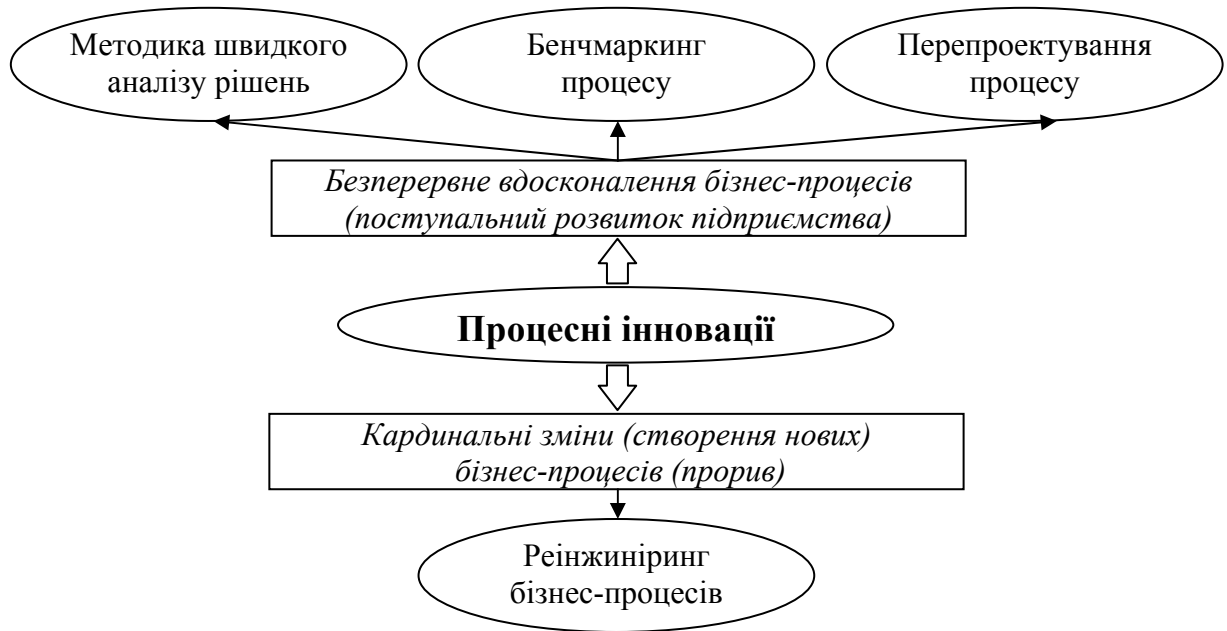 Методика швидкого
аналізу рішень
Бенчмаркинг
процесу
Перепроектування
процесу
Безперервне вдосконалення бізнес-процесів
(поступальний розвиток підприємства)
Процесні інновації
Кардинальні зміни (створення нових)
бізнес-процесів (прорив)
Реінжиніринг
бізнес-процесів